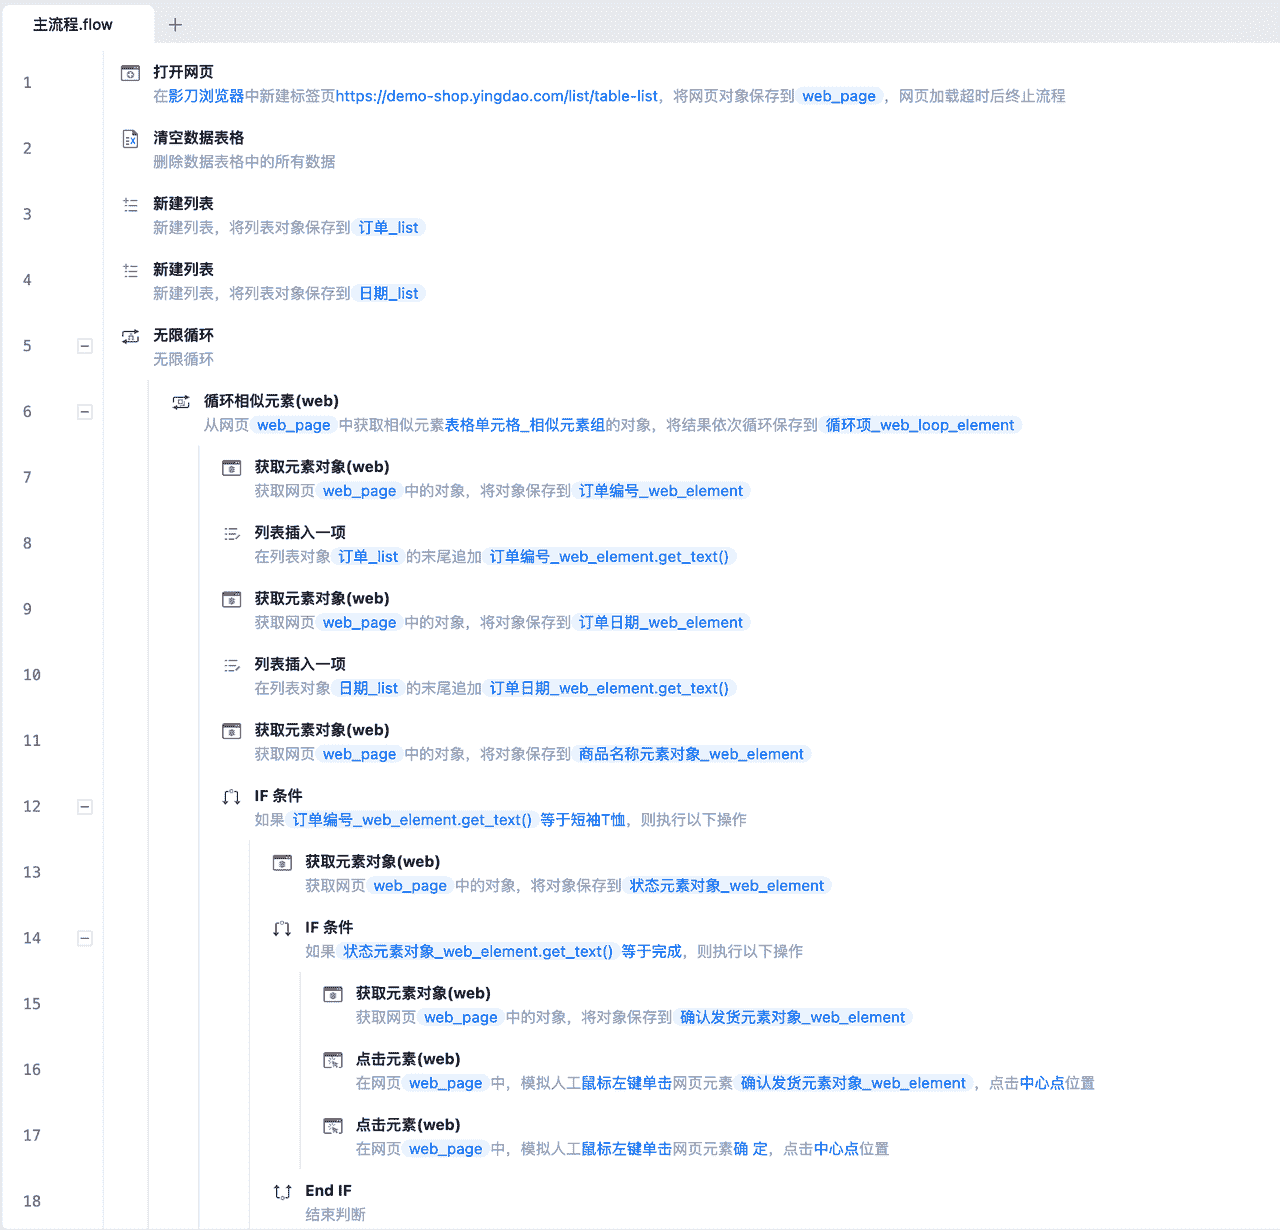 主流程.flow
1
打开网页
在影刀浏览器中新建标签页https://demo-shop.yingdao.com/list/table-list，将网页对象保存到 web_page ，网页加载超时后终止流程
2
清空数据表格
删除数据表格中的所有数据
3
新建列表
新建列表，将列表对象保存到 订单_list
4
新建列表
新建列表，将列表对象保存到 日期_list
5
无限循环
无限循环
6
循环相似元素(web)
从网页 web_page 中获取相似元素表格单元格_相似元素组的对象，将结果依次循环保存到 循环项_web_loop_element
7
获取元素对象(web)
获取网页 web_page 中的对象，将对象保存到 订单编号_web_element
8
列表插入一项
在列表对象 订单_list 的末尾追加 订单编号_web_element.get_text()
9
获取元素对象(web)
获取网页 web_page 中的对象，将对象保存到 订单日期_web_element
10
列表插入一项
在列表对象 日期_list 的末尾追加 订单日期_web_element.get_text()
11
获取元素对象(web)
获取网页 web_page 中的对象，将对象保存到 商品名称元素对象_web_element
12
IF 条件
如果 订单编号_web_element.get_text() 等于短袖T恤，则执行以下操作
13
获取元素对象(web)
获取网页 web_page 中的对象，将对象保存到 状态元素对象_web_element
14
IF 条件
如果 状态元素对象_web_element.get_text() 等于完成，则执行以下操作
15
获取元素对象(web)
获取网页 web_page 中的对象，将对象保存到 确认发货元素对象_web_element
16
点击元素(web)
在网页 web_page 中，模拟人工鼠标左键单击网页元素 确认发货元素对象_web_element ，点击中心点位置
17
点击元素(web)
在网页 web_page 中，模拟人工鼠标左键单击网页元素确 定，点击中心点位置
18
End IF
结束判断